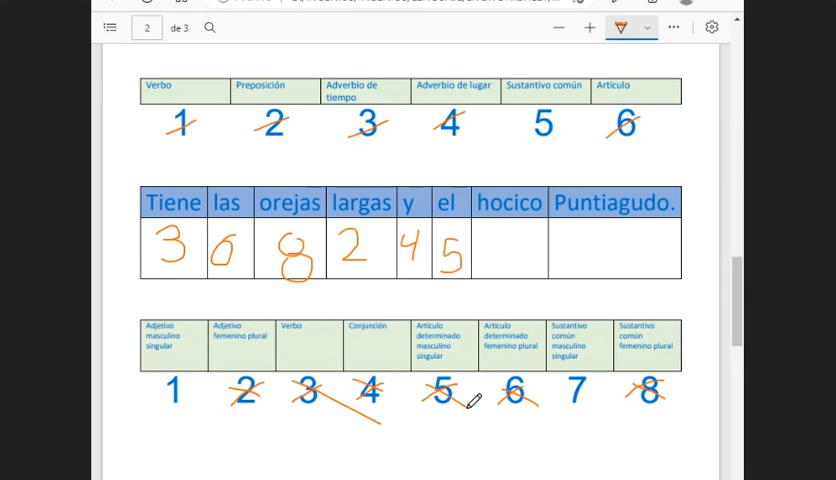 2 de 3
Verbo Preposición Adverbio de tiempo Adverbio de lugar Sustantivo común Artículo
1 2 3 4 5 6
Tiene las orejas largas y el hocico Puntiagudo.
3 6 8 2 4 5
Adjetivo masculino singular Adjetivo femenino plural Verbo Conjunción Artículo determinado masculino singular Artículo determinado femenino plural Sustantivo común masculino singular Sustantivo común femenino plural
1 2 3 4 5 6 7 8